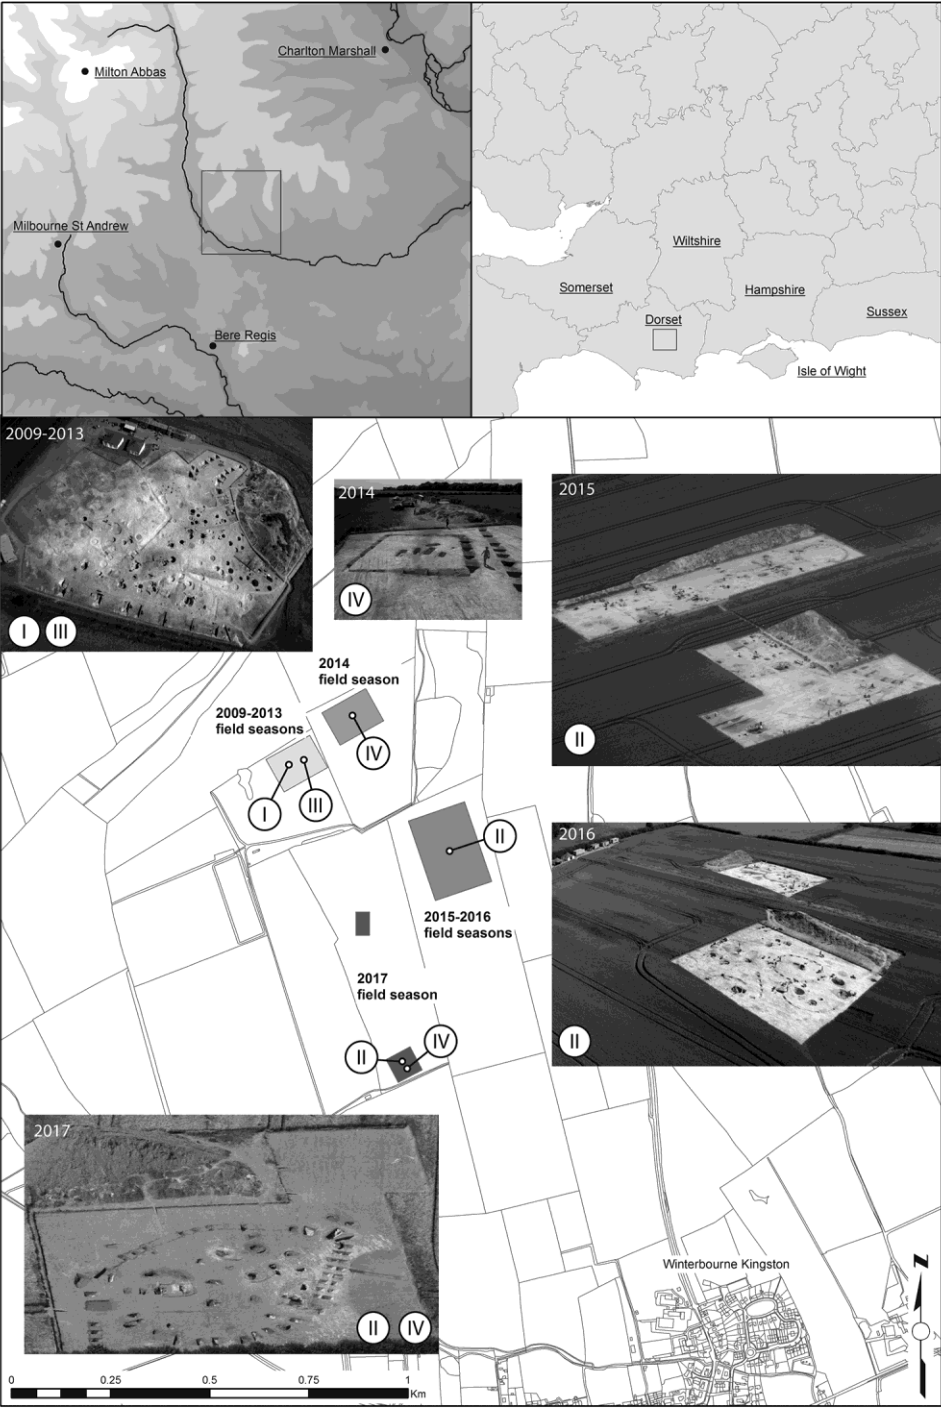 Charlton Marshall
Milton Abbas
Milbourne St Andrew
Bere Regis
Wiltshire
Somerset
Hampshire
Dorset
Sussex
Isle of Wight
2009-2013
I III
2014
IV
2015
II
2014
field season
2009-2013
field seasons
IV
I
III
II
2015-2016
field seasons
2016
II
2017
field season
II
IV
2017
II IV
Winterbourne Kingston
N
0 0.25 0.5 0.75 1
Km